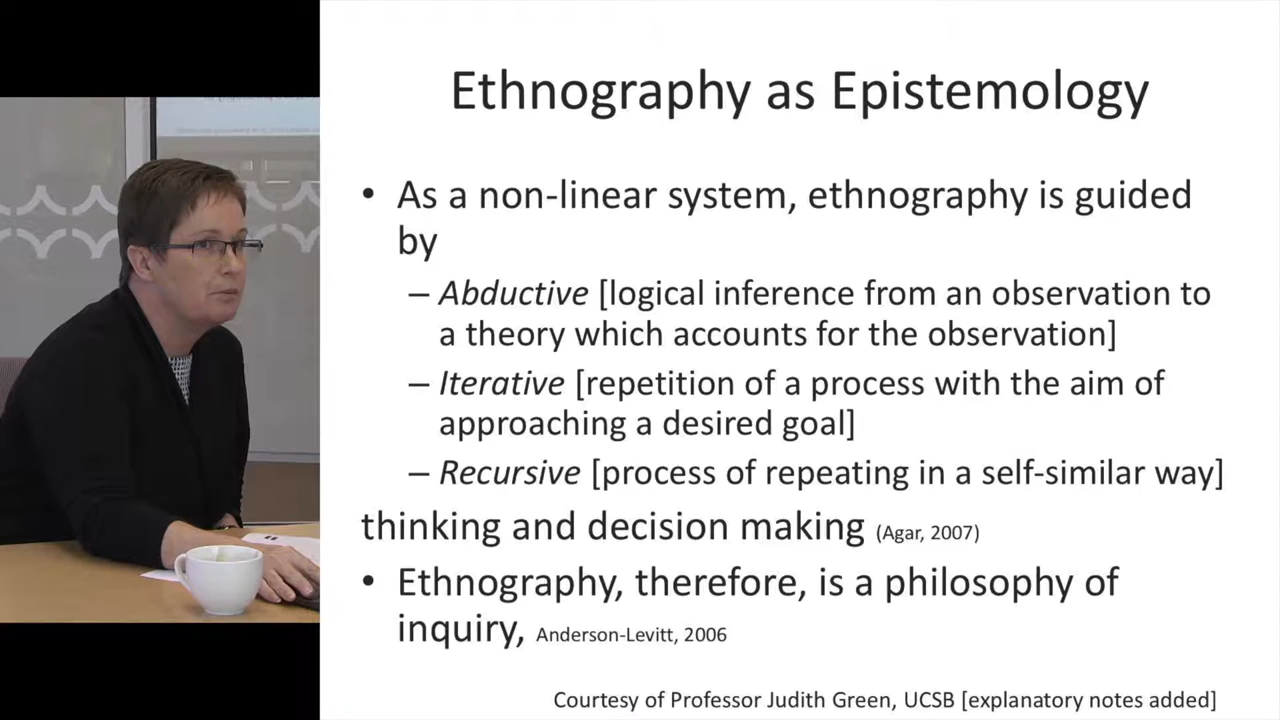 Ethnography as Epistemology
• As a non-linear system, ethnography is guided
by
– Abductive [logical inference from an observation to
a theory which accounts for the observation]
– Iterative [repetition of a process with the aim of
approaching a desired goal]
– Recursive [process of repeating in a self-similar way]
thinking and decision making (Agar, 2007)
• Ethnography, therefore, is a philosophy of
inquiry, Anderson-Levitt, 2006
Courtesy of Professor Judith Green, UCSB [explanatory notes added]